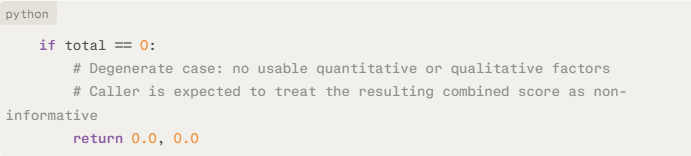 python
if total == 0:
# Degenerate case: no usable quantitative or qualitative factors
# Caller is expected to treat the resulting combined score as non-
informative
return 0.0, 0.0